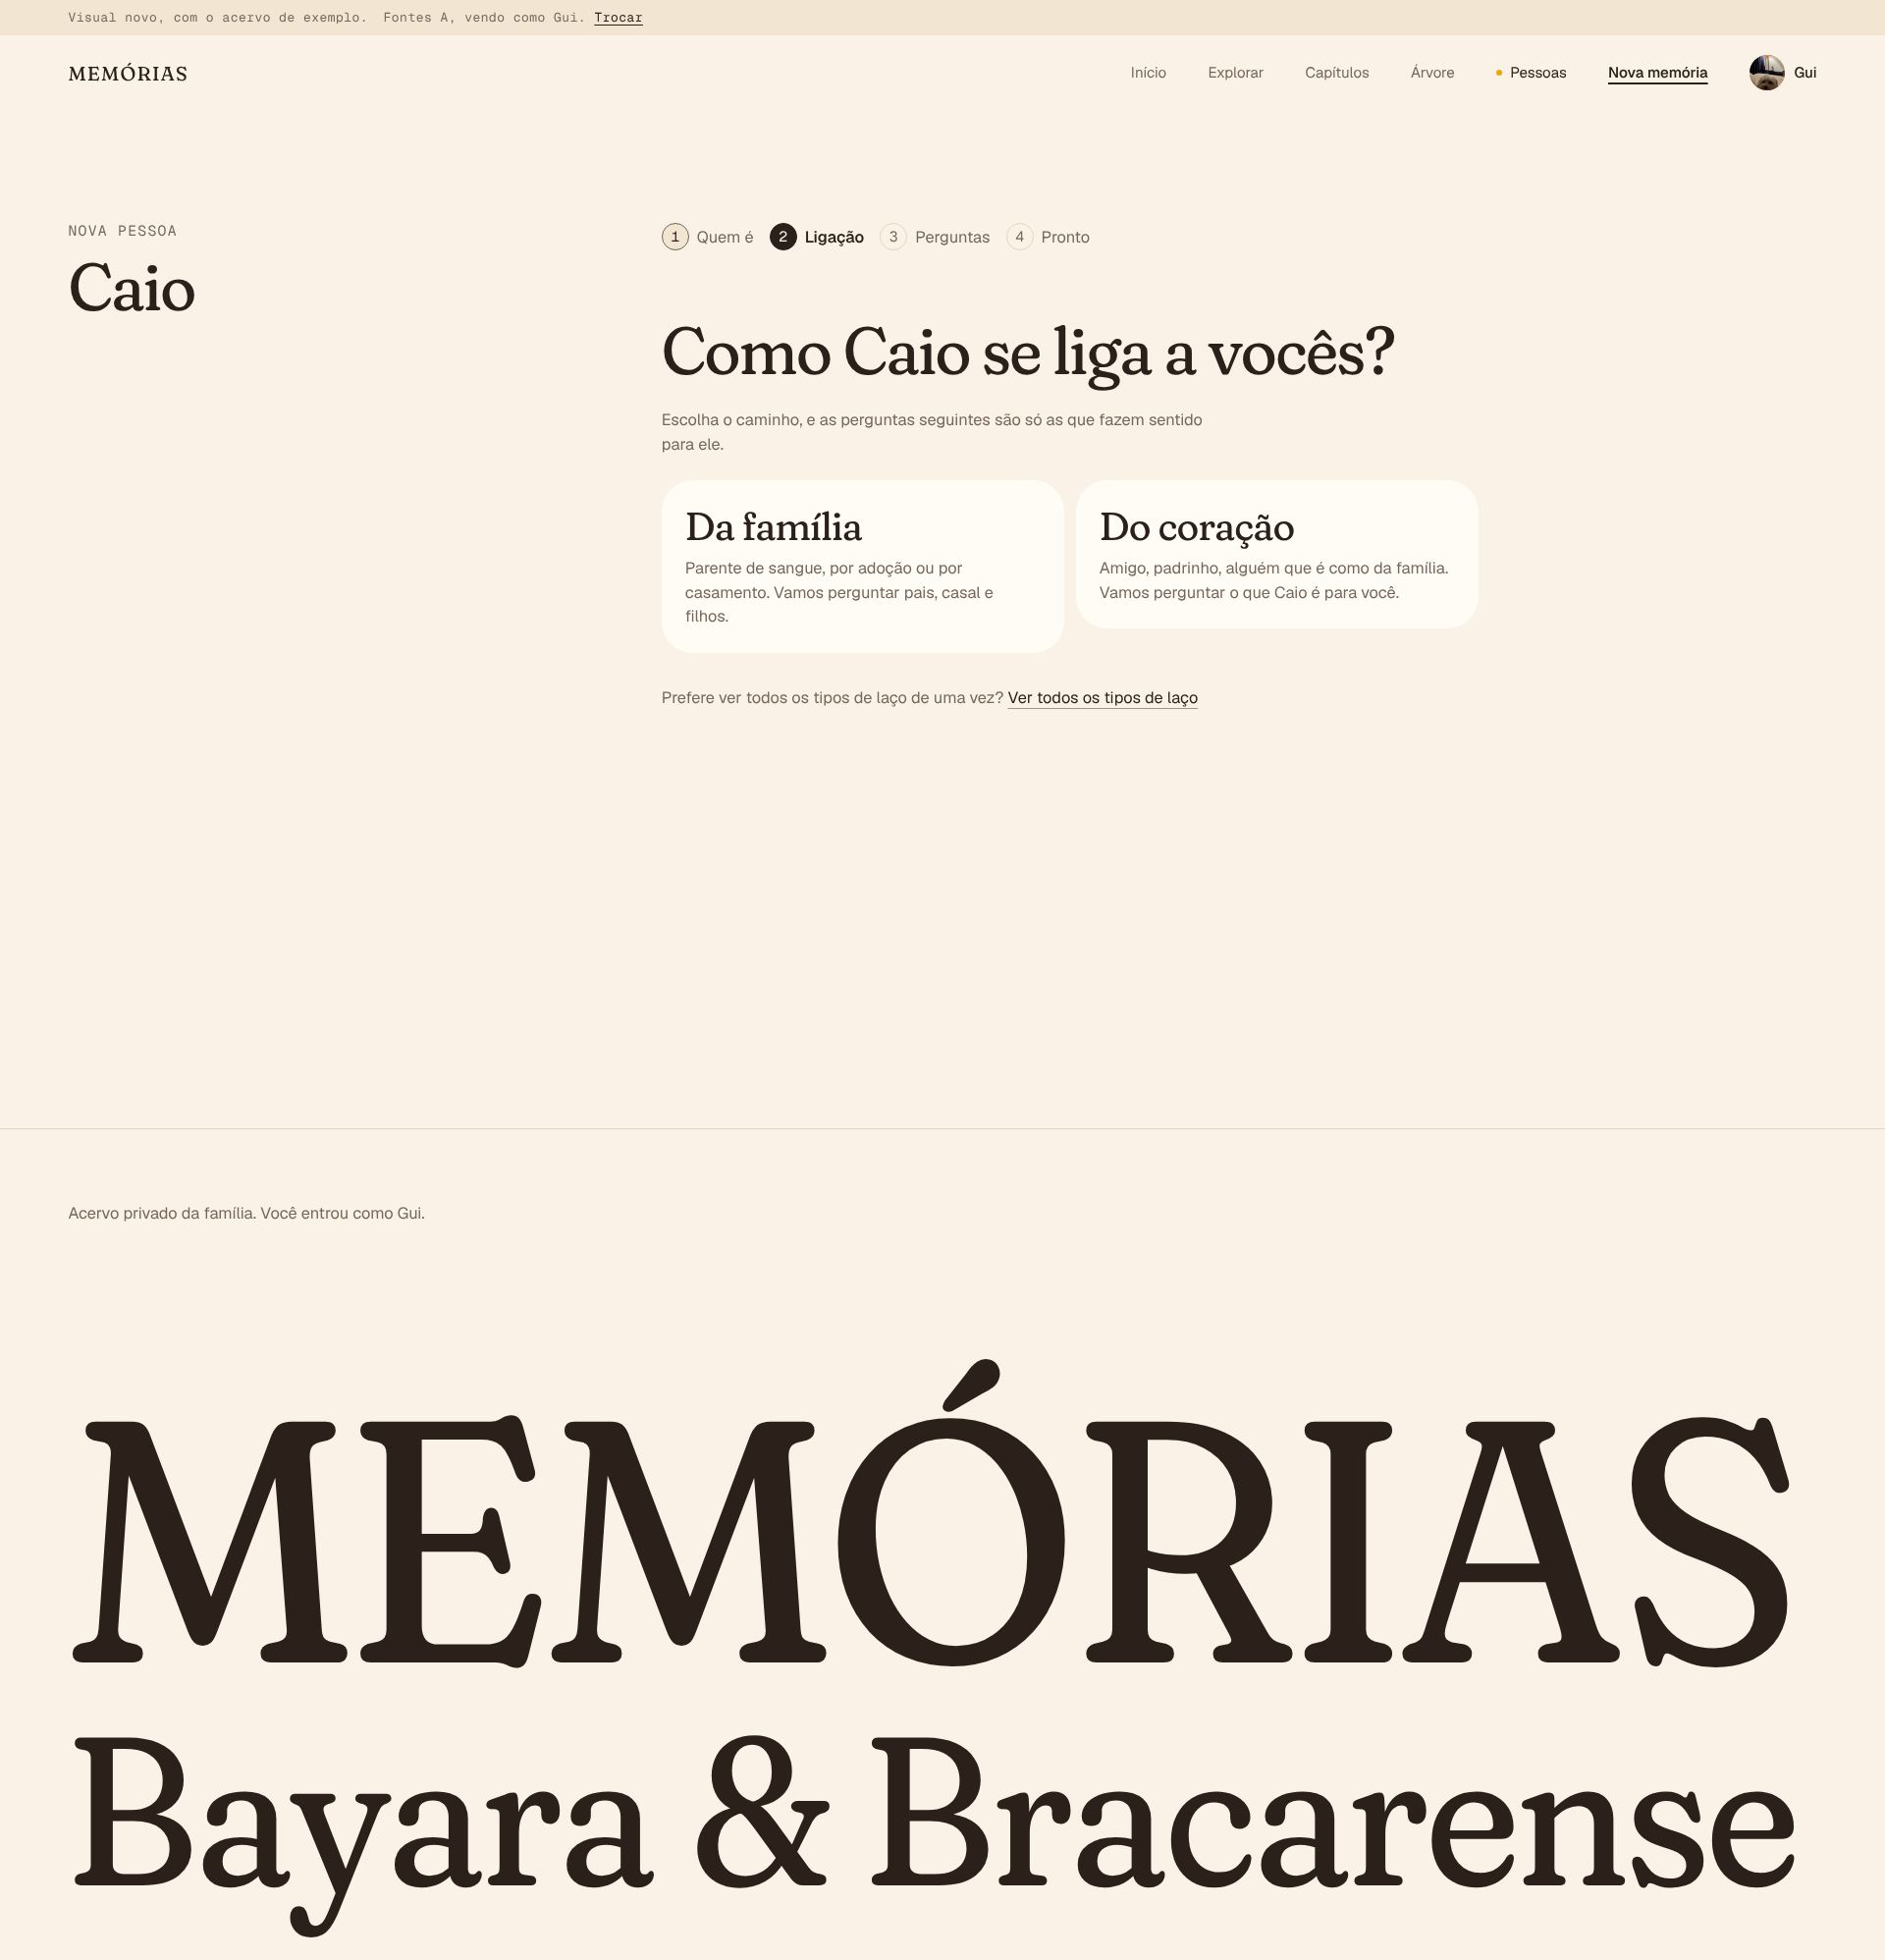 Visual novo, com o acervo de exemplo. Fontes A, vendo como Gui. Trocar
MEMÓRIAS
Início Explorar Capítulos Árvore Pessoas Nova memória Gui
NOVA PESSOA
Caio
1 Quem é 2 Ligação 3 Perguntas 4 Pronto
Como Caio se liga a vocês?
Escolha o caminho, e as perguntas seguintes são só as que fazem sentido
para ele.
Da família
Parente de sangue, por adoção ou por
casamento. Vamos perguntar pais, casal e
filhos.
Do coração
Amigo, padrinho, alguém que é como da família.
Vamos perguntar o que Caio é para você.
Prefere ver todos os tipos de laço de uma vez? Ver todos os tipos de laço
Acervo privado da família. Você entrou como Gui.
MEMÓRIAS
Bayara & Bracarense